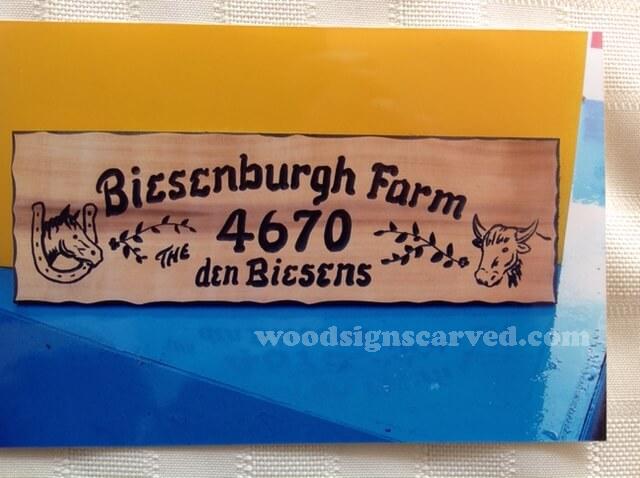 Biesenburgh Farm
4670
THE
den Biesens
woodsignscarved.com